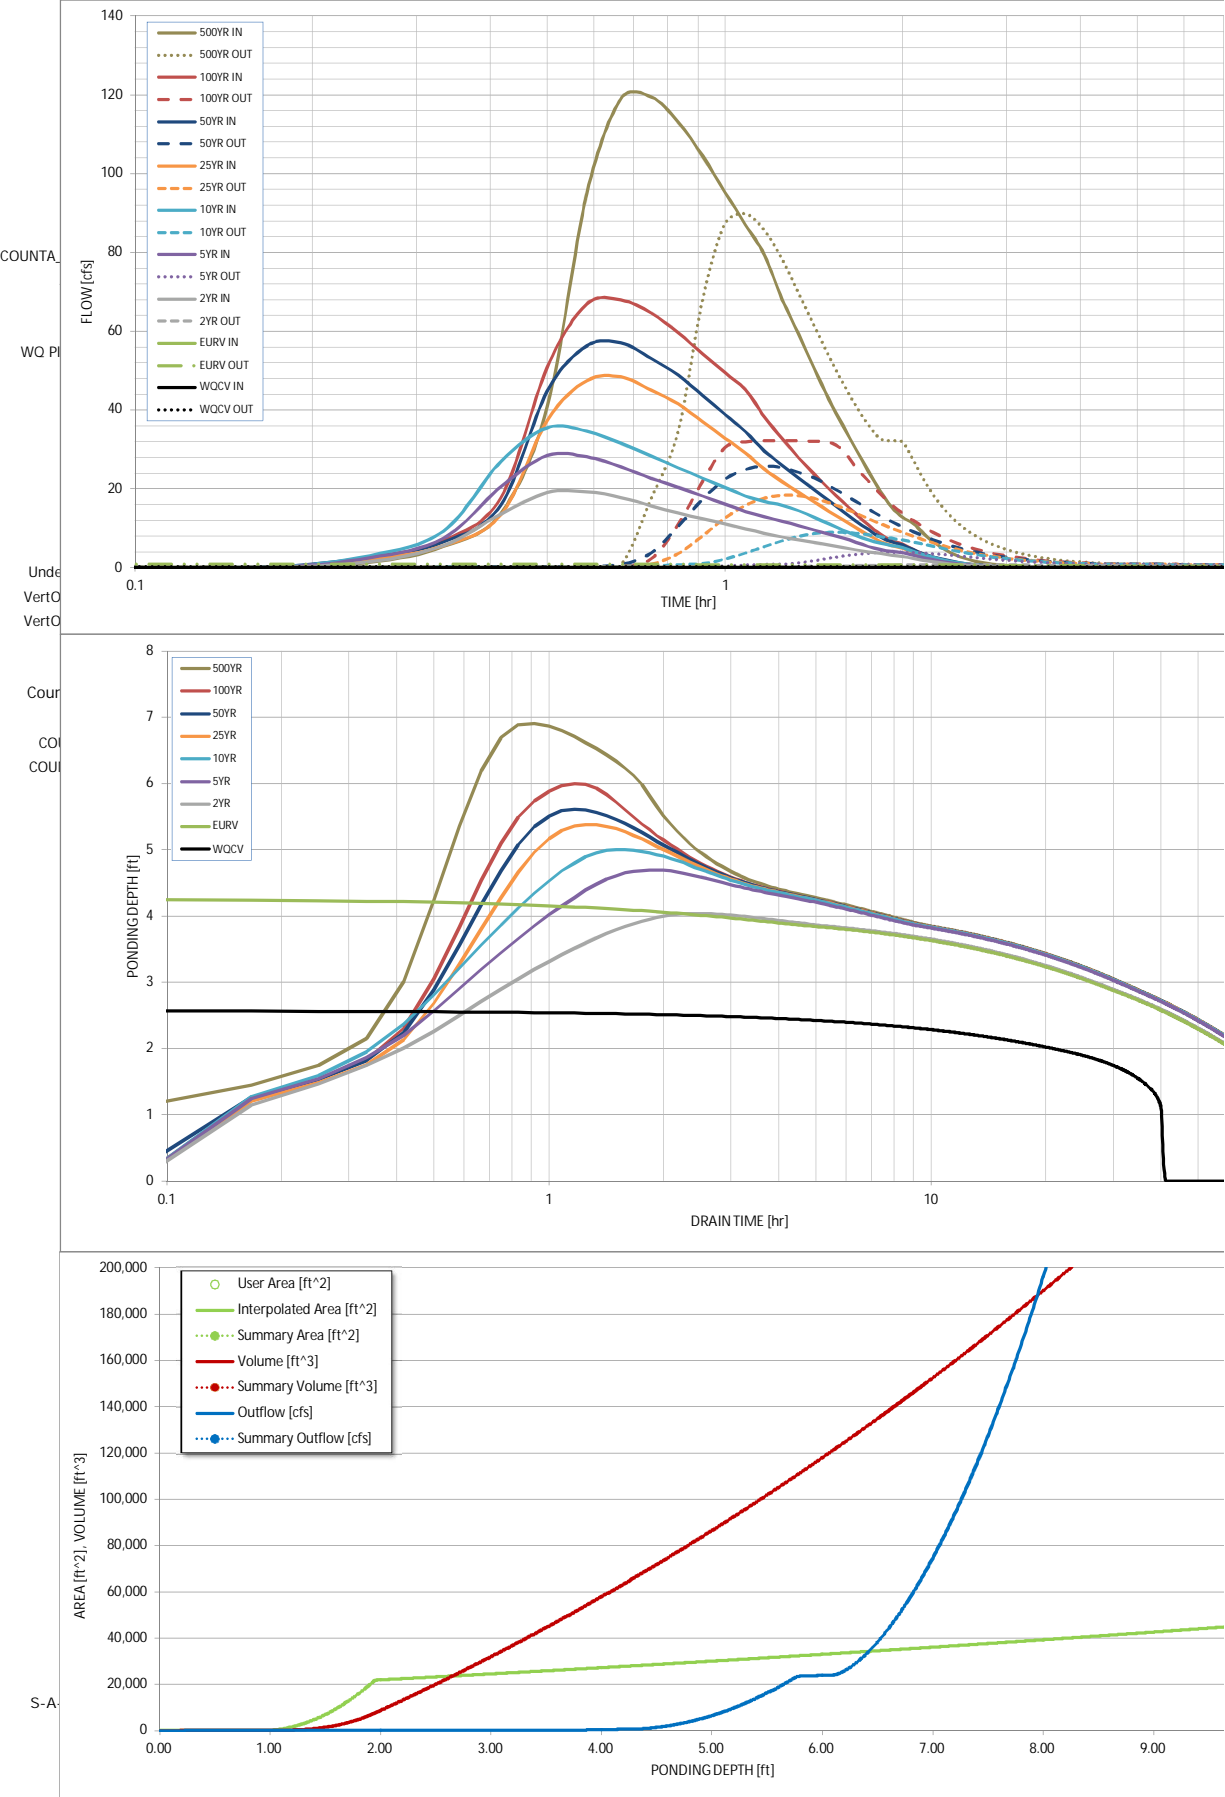 140
120
100
80
60
40
20
0
FLOW [cfs]
500YR IN
500YR OUT
100YR IN
100YR OUT
50YR IN
50YR OUT
25YR IN
25YR OUT
10YR IN
10YR OUT
5YR IN
5YR OUT
2YR IN
2YR OUT
EURV IN
EURV OUT
WQCV IN
WQCV OUT
0.1
1
TIME [hr]
COUNTA_
WQ Pl
Unde
VertO
VertO
Cour
COU
COUI
8
7
6
5
4
3
2
1
0
PONDING DEPTH [ft]
500YR
100YR
50YR
25YR
10YR
5YR
2YR
EURV
WQCV
0.1
1
10
DRAIN TIME [hr]
200,000
180,000
160,000
140,000
120,000
100,000
80,000
60,000
40,000
20,000
0
AREA [ft^2], VOLUME [ft^3]
User Area [ft^2]
Interpolated Area [ft^2]
Summary Area [ft^2]
Volume [ft^3]
Summary Volume [ft^3]
Outflow [cfs]
Summary Outflow [cfs]
S-A-
0.00
1.00
2.00
3.00
4.00
5.00
6.00
7.00
8.00
9.00
PONDING DEPTH [ft]